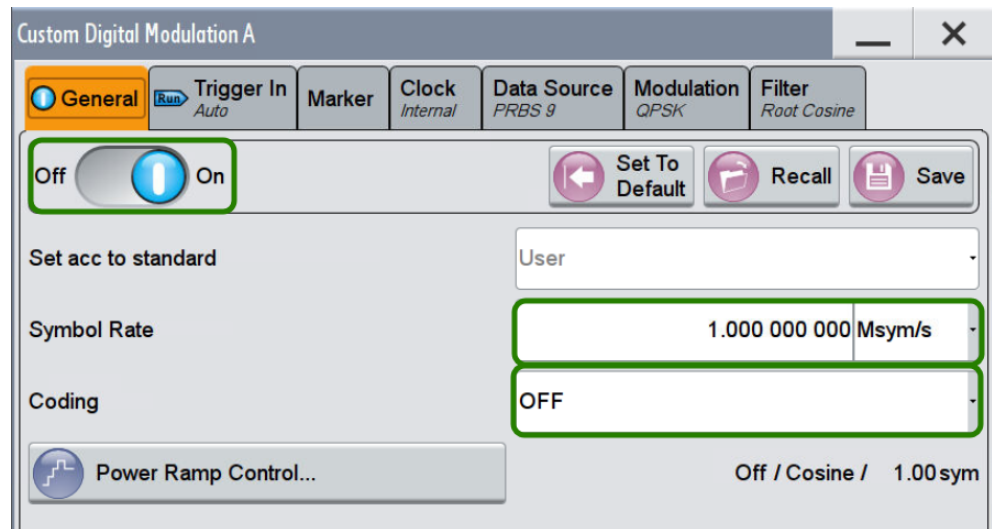 Custom Digital Modulation A
General
Run Trigger In
Auto
Marker
Clock
Internal
Data Source
PRBS 9
Modulation
QPSK
Filter
Root Cosine
Off On
Set To
Default
Recall
Save
Set acc to standard User
Symbol Rate 1.000 000 000 Msym/s
Coding OFF
Power Ramp Control... Off / Cosine / 1.00 sym